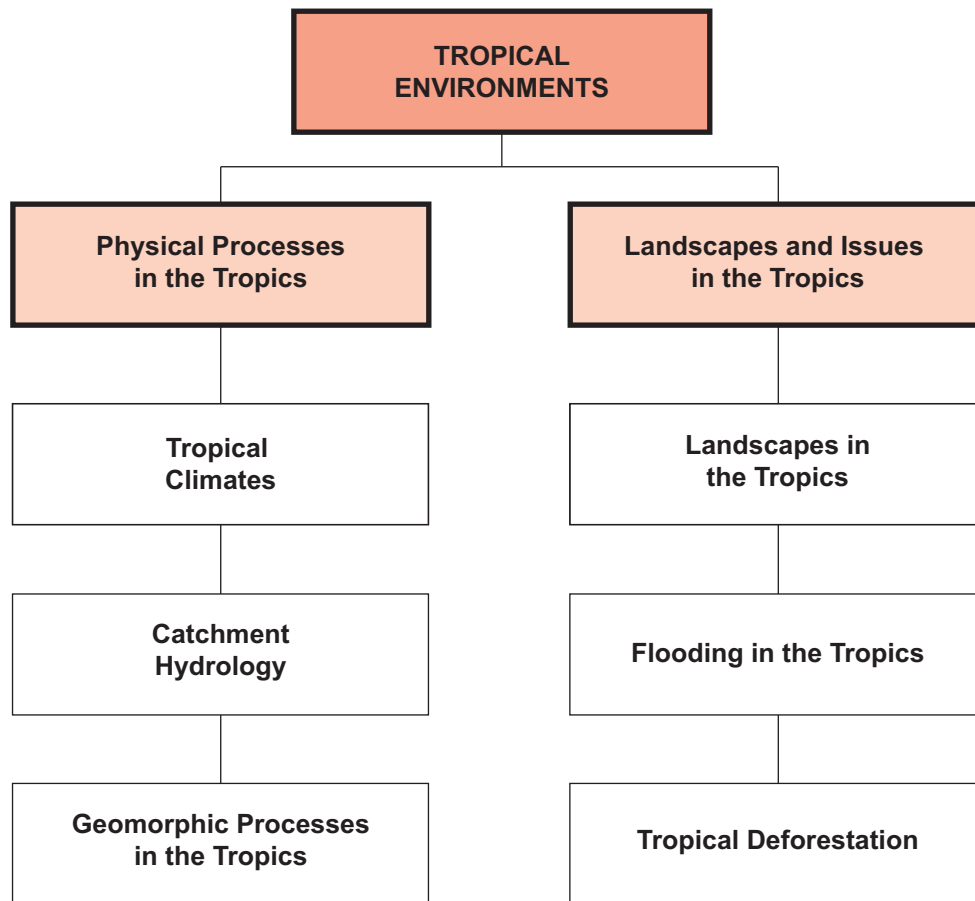 TROPICAL
ENVIRONMENTS
Physical Processes
in the Tropics
Landscapes and Issues
in the Tropics
Tropical
Climates
Landscapes in
the Tropics
Catchment
Hydrology
Flooding in the Tropics
Geomorphic Processes
in the Tropics
Tropical Deforestation